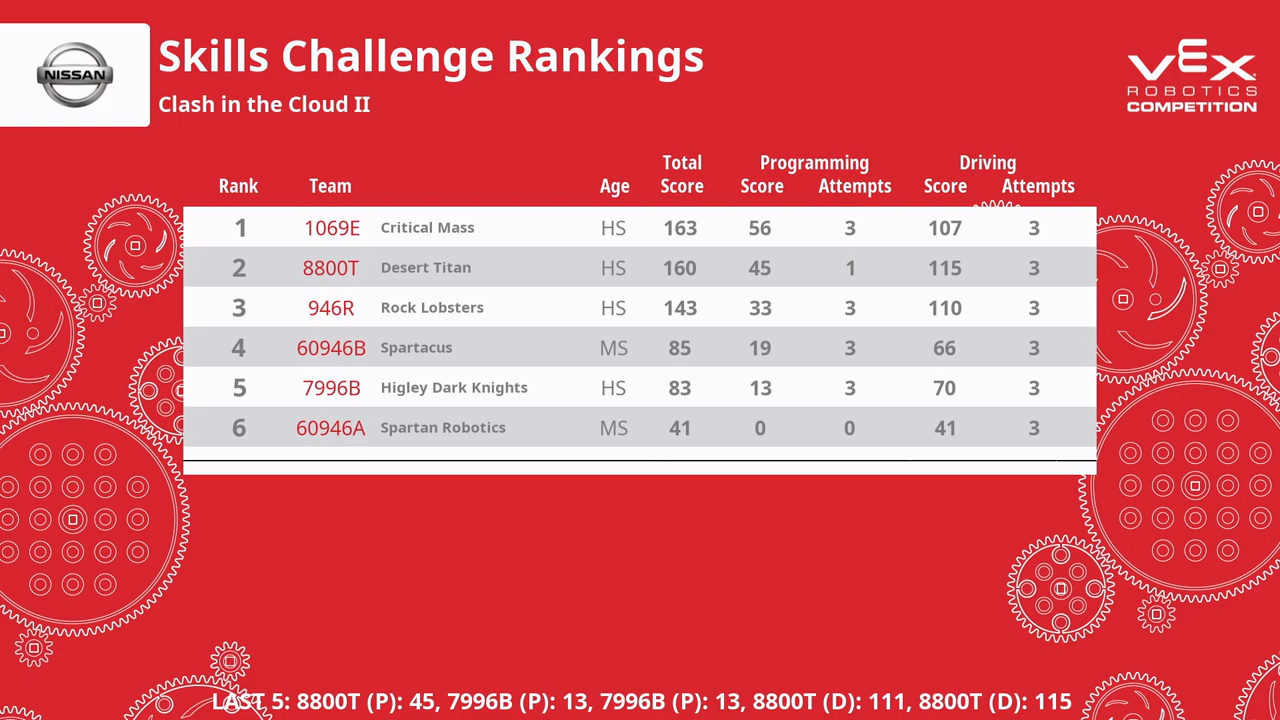 NISSAN
Skills Challenge Rankings
Clash in the Cloud II
VEX
ROBOTICS
COMPETITION
Total Programming Driving
Rank Team Age Score Score Attempts Score Attempts
1 1069E Critical Mass HS 163 56 3 107 3
2 8800T Desert Titan HS 160 45 1 115 3
3 946R Rock Lobsters HS 143 33 3 110 3
4 60946B Spartacus MS 85 19 3 66 3
5 7996B Higley Dark Knights HS 83 13 3 70 3
6 60946A Spartan Robotics MS 41 0 0 41 3
LAST 5: 8800T (P): 45, 7996B (P): 13, 7996B (P): 13, 8800T (D): 111, 8800T (D): 115